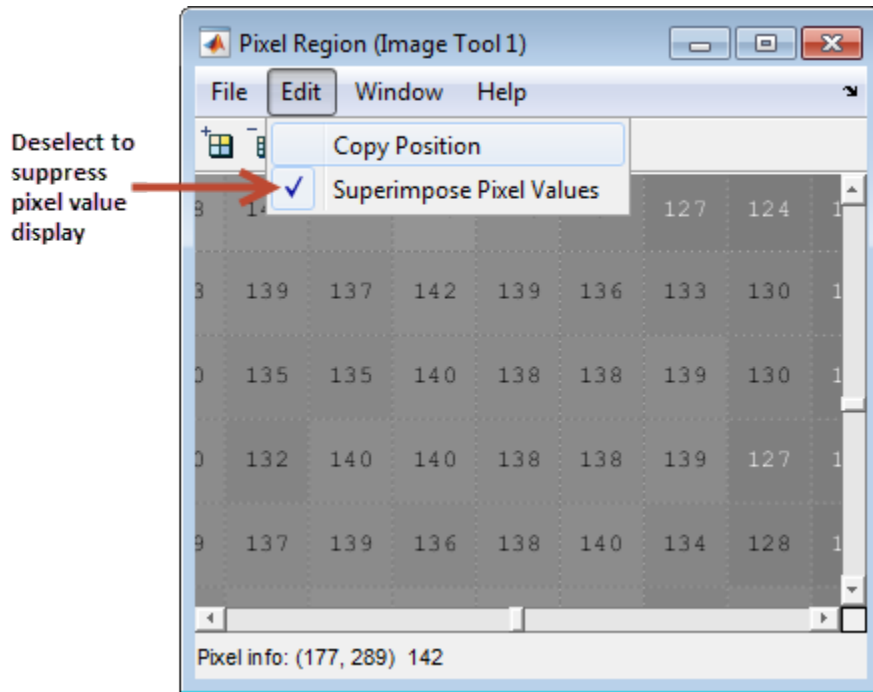 Pixel Region (Image Tool 1)
File Edit Window Help
Copy Position
Superimpose Pixel Values
Deselect to
suppress
pixel value
display
127 124
139 137 142 139 136 133 130
135 135 140 138 138 139 130
132 140 140 138 138 139 127
137 139 136 138 140 134 128
Pixel info: (177, 289) 142